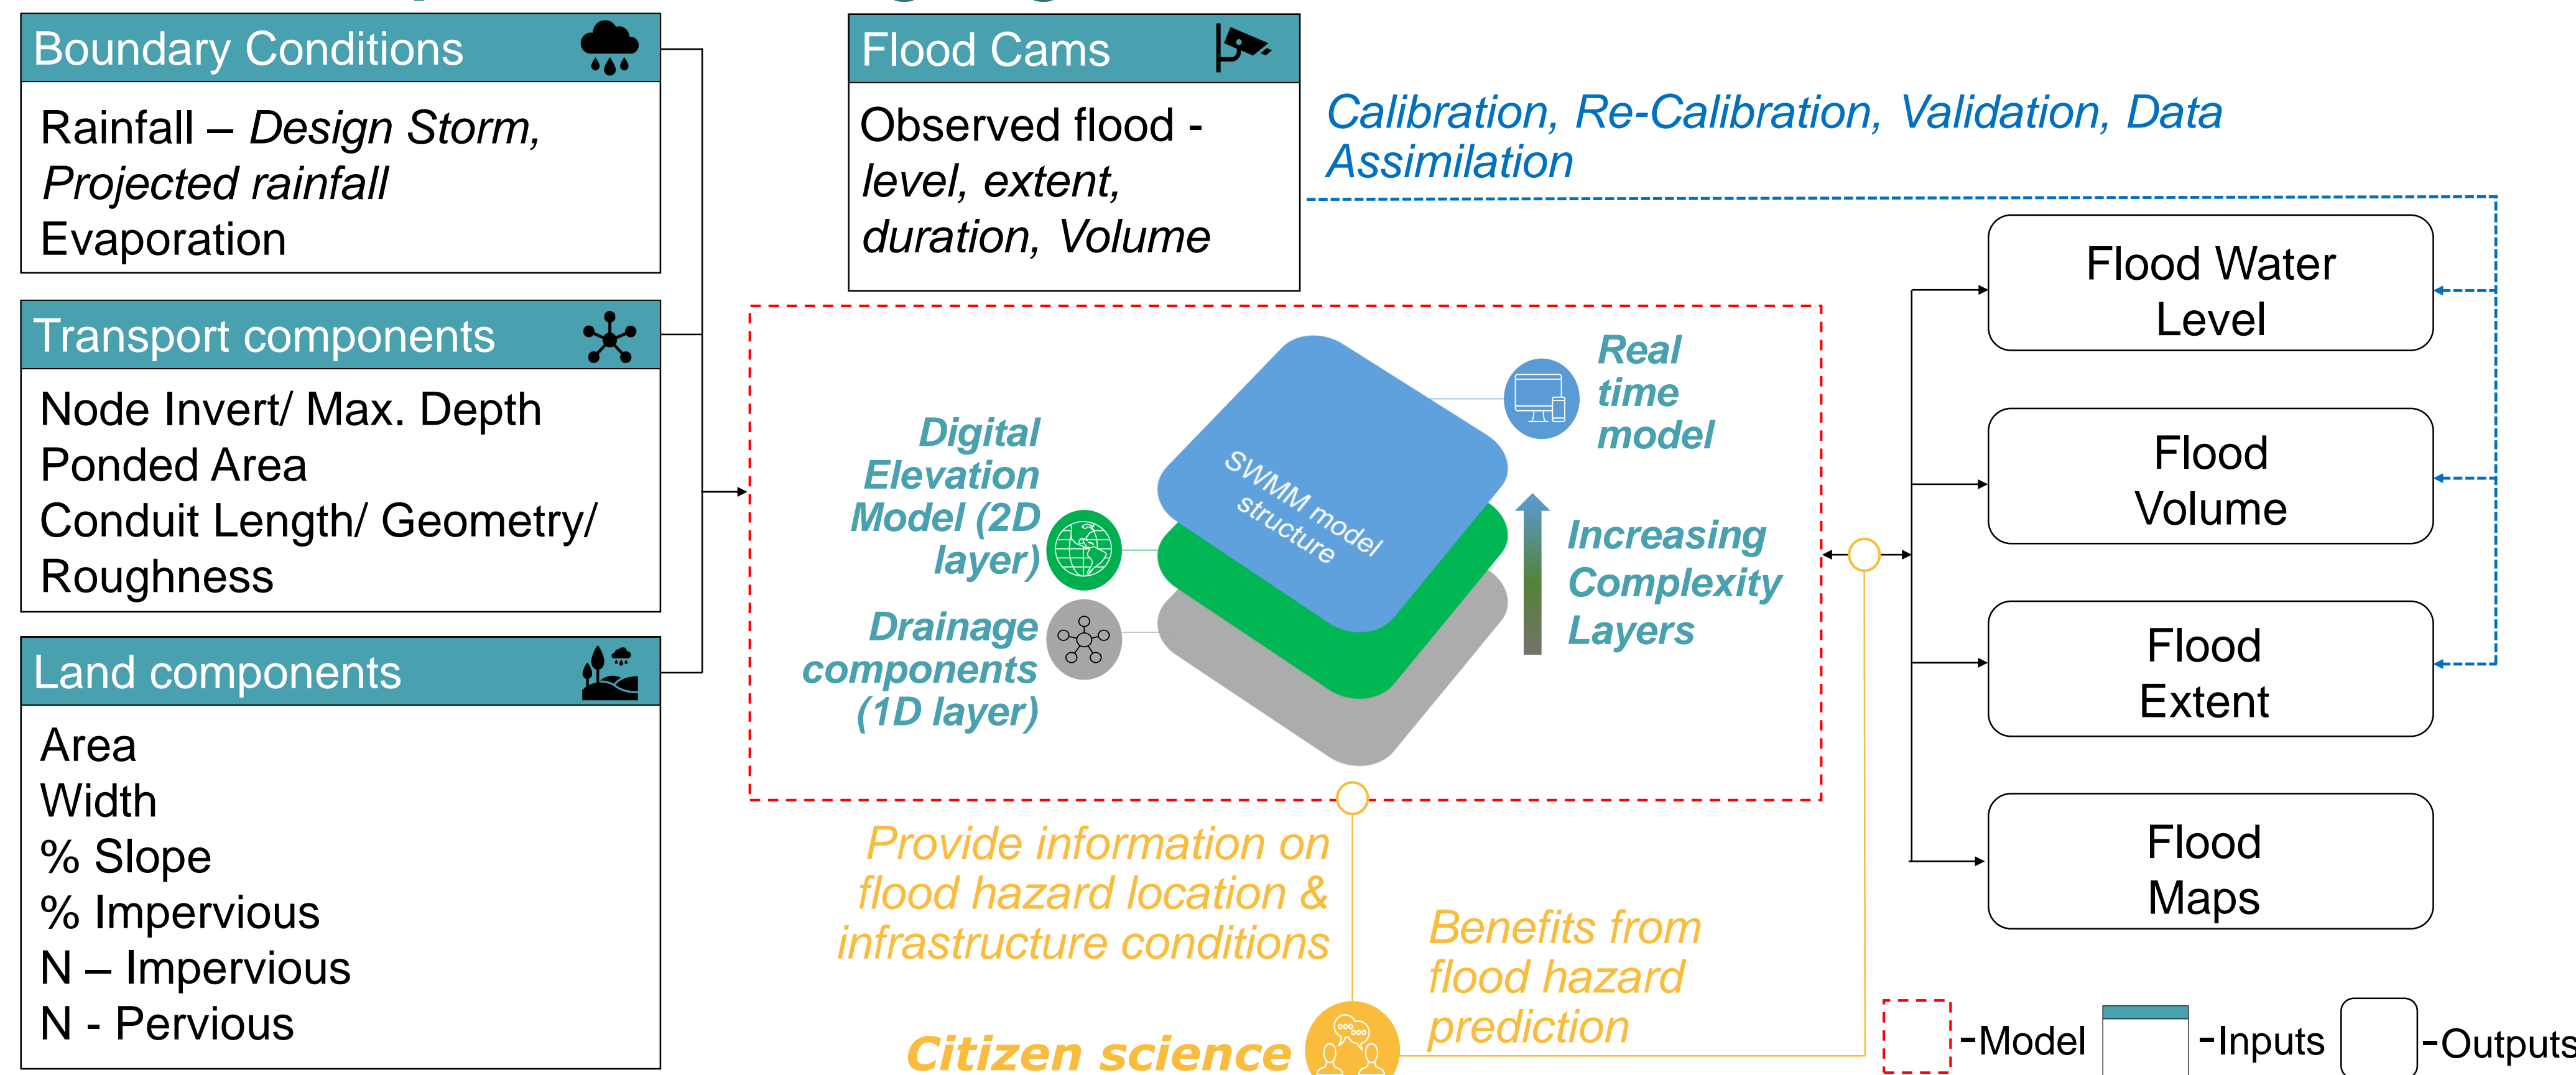 Boundary Conditions
Rainfall – Design Storm,
Projected rainfall
Evaporation
Transport components
Node Invert/ Max. Depth
Ponded Area
Conduit Length/ Geometry/
Roughness
Land components
Area
Width
% Slope
% Impervious
N – Impervious
N - Pervious
Flood Cams
Observed flood -
level, extent,
duration, Volume
Calibration, Re-Calibration, Validation, Data
Assimilation
Digital
Elevation
Model (2D
layer)
Drainage
components
(1D layer)
SWMM model
structure
Real
time
model
Increasing
Complexity
Layers
Provide information on
flood hazard location &
infrastructure conditions
Benefits from
flood hazard
prediction
Citizen science
Flood Water
Level
Flood
Volume
Flood
Extent
Flood
Maps
-Model
-Inputs
-Outputs